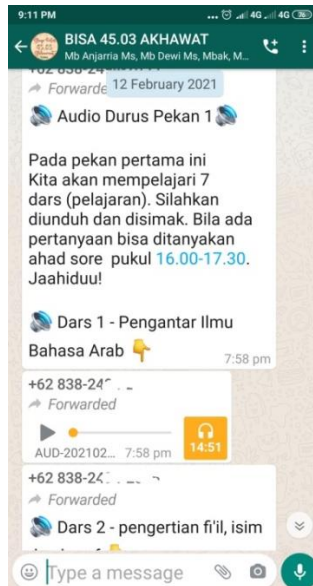 9:11 PM
4G 4G 36
BISA 45.03 AKHAWAT
Mb Anjarria Ms, Mb Dewi Ms, Mbak, M...
12 February 2021
Forwarded
Audio Durus Pekan 1
Pada pekan pertama ini
Kita akan mempelajari 7
dars (pelajaran). Silahkan
diunduh dan disimak. Bila ada
pertanyaan bisa ditanyakan
ahad sore pukul 16.00-17.30.
Jaahiduu!
Dars 1 - Pengantar Ilmu
Bahasa Arab
7:58 pm
+62 838-24
Forwarded
14:51
AUD-202102... 7:58 pm
+62 838-24
Forwarded
Dars 2 - pengertian fi'il, isim
Type a message